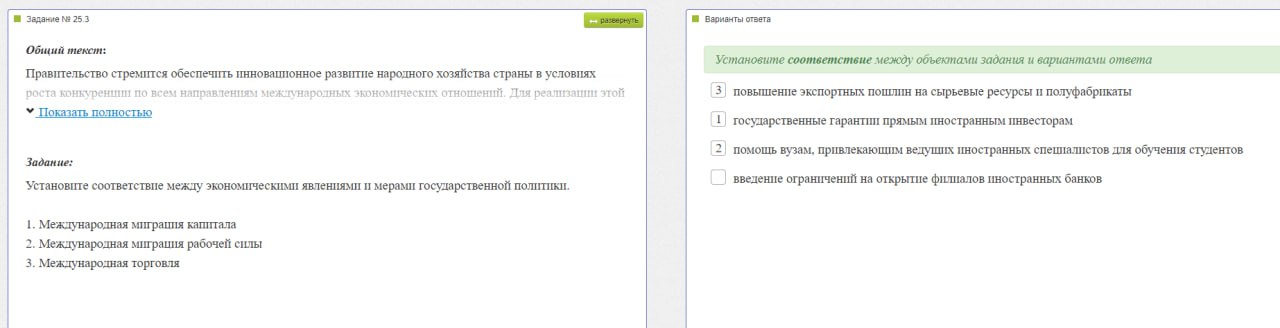 Задание № 25.3
развернуть
Общий текст:
Правительство стремится обеспечить инновационное развитие народного хозяйства страны в условиях
роста конкуренции по всем направлениям международных экономических отношений. Для реализации этой
Показать полностью
Задание:
Установите соответствие между экономическими явлениями и мерами государственной политики.
1. Международная миграция капитала
2. Международная миграция рабочей силы
3. Международная торговля
Варианты ответа
Установите соответствие между объектами задания и вариантами ответа
3 повышение экспортных пошлин на сырьевые ресурсы и полуфабрикаты
1 государственные гарантии прямым иностранным инвесторам
2 помощь вузам, привлекающим ведущих иностранных специалистов для обучения студентов
введение ограничений на открытие филиалов иностранных банков